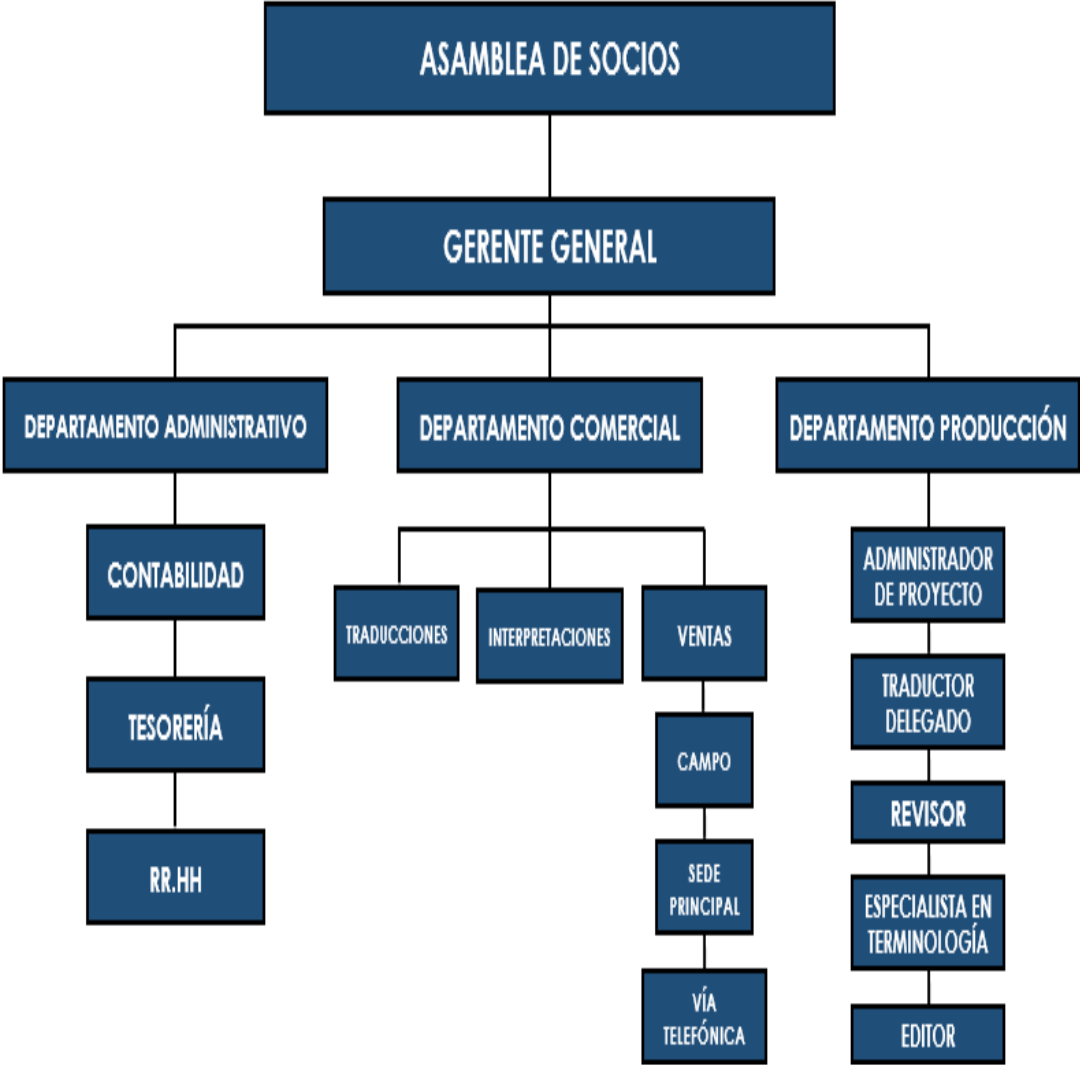 ASAMBLEA DE SOCIOS
GERENTE GENERAL
DEPARTAMENTO ADMINISTRATIVO
DEPARTAMENTO COMERCIAL
DEPARTAMENTO PRODUCCIÓN
CONTABILIDAD
TESORERÍA
RR.HH
TRADUCCIONES
INTERPRETACIONES
VENTAS
CAMPO
SEDE
PRINCIPAL
VÍA
TELEFÓNICA
ADMINISTRADOR
DE PROYECTO
TRADUCTOR
DELEGADO
REVISOR
ESPECIALISTA EN
TERMINOLOGÍA
EDITOR